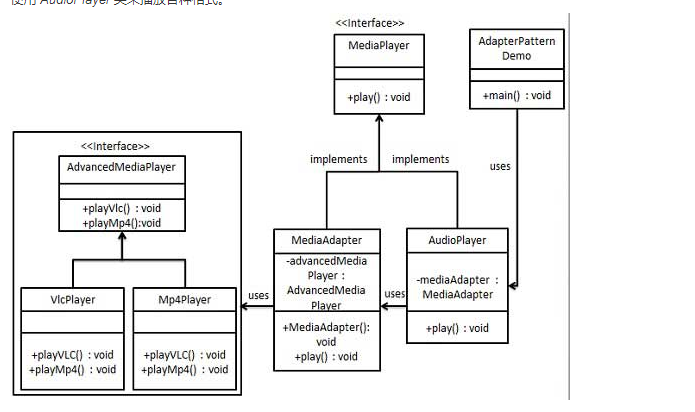 使用 AudioPlayer 类来播放各种格式。
<<Interface>>
MediaPlayer
+play() : void
AdapterPattern
Demo
+main() : void
implements
implements
uses
<<Interface>>
AdvancedMediaPlayer
+playVlc() : void
+playMp4():void
VlcPlayer
+playVLC() : void
+playMp4() : void
Mp4Player
+playVLC() : void
+playMp4() : void
uses
MediaAdapter
-advancedMedia
Player :
AdvancedMedia
Player
+MediaAdapter():
void
+play() : void
uses
AudioPlayer
-mediaAdapter :
MediaAdapter
+play() : void